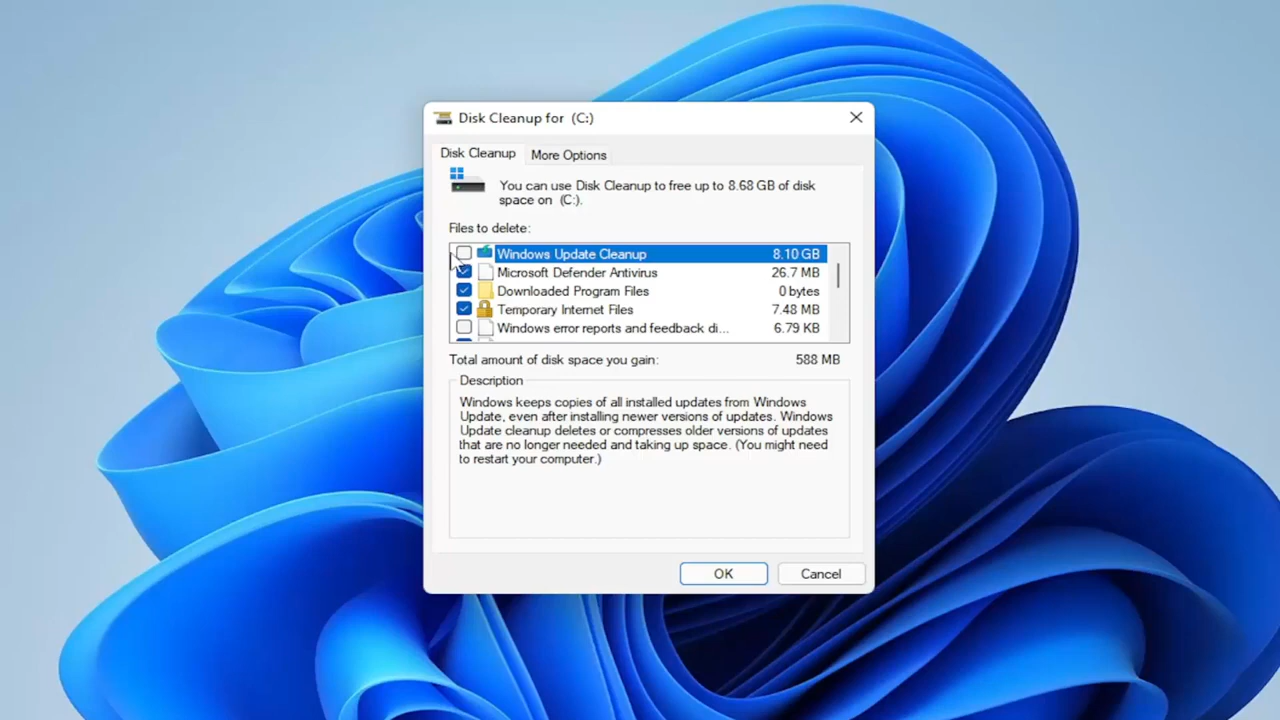 Disk Cleanup for (C:)
Disk Cleanup
More Options
You can use Disk Cleanup to free up to 8.68 GB of disk
space on (C:).
Files to delete:
Windows Update Cleanup 8.10 GB
Microsoft Defender Antivirus 26.7 MB
Downloaded Program Files 0 bytes
Temporary Internet Files 7.48 MB
Windows error reports and feedback di... 6.79 KB
Total amount of disk space you gain: 588 MB
Description
Windows keeps copies of all installed updates from Windows
Update, even after installing newer versions of updates. Windows
Update cleanup deletes or compresses older versions of updates
that are no longer needed and taking up space. (You might need
to restart your computer.)
OK
Cancel